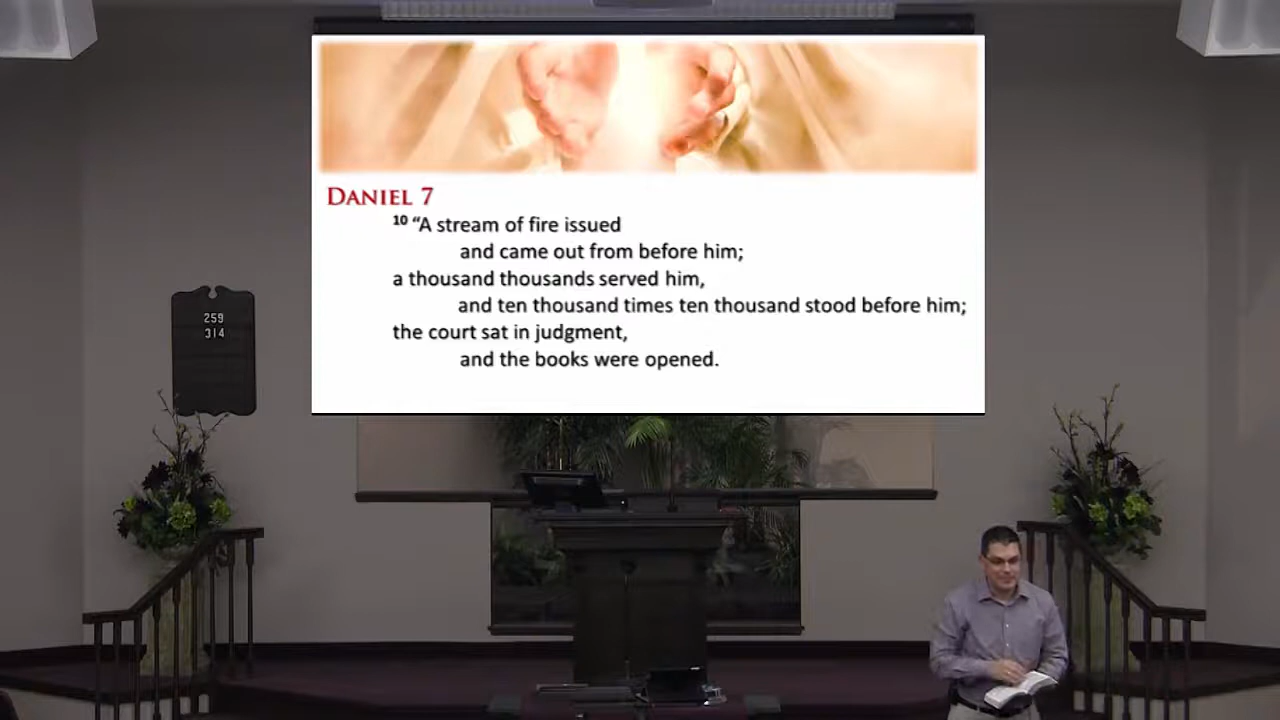 DANIEL 7
10 “A stream of fire issued
and came out from before him;
a thousand thousands served him,
and ten thousand times ten thousand stood before him;
the court sat in judgment,
and the books were opened.
259
314